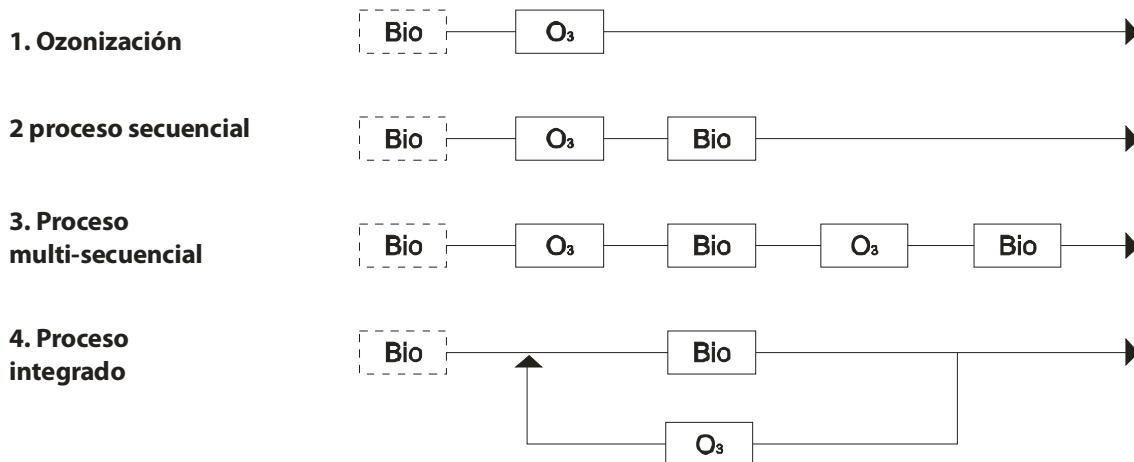 1. Ozonización
Bio O₃
2 proceso secuencial
Bio O₃ Bio
3. Proceso
multi-secuencial
Bio O₃ Bio O₃ Bio
4. Proceso
integrado
Bio Bio
O₃